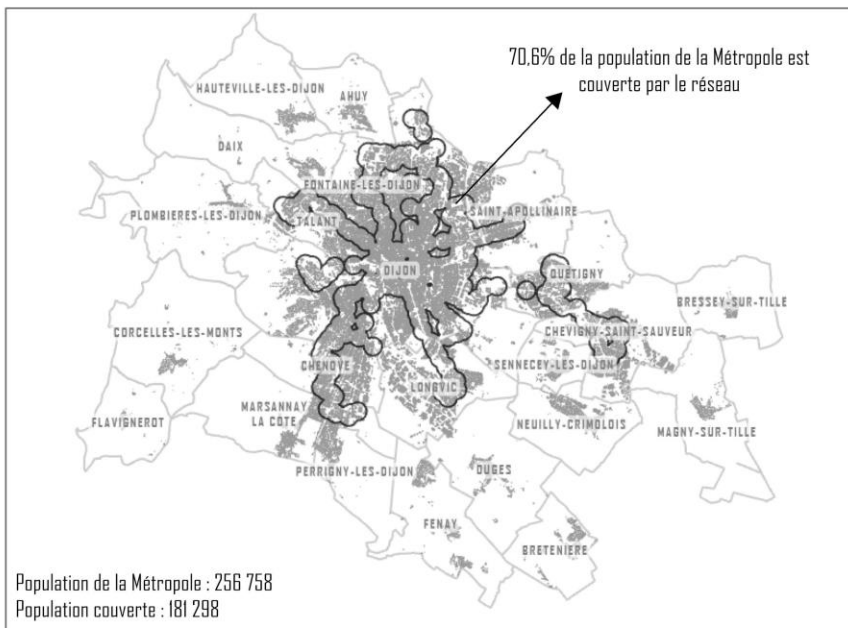 70,6% de la population de la Métropole est
couverte par le réseau
HAUTEVILLE-LES-DIJON
AHUY
DAIX
FONTAINE-LES-DIJON
PLOMBIERES-LES-DIJON
TALANT
SAINT-APOLLINAIRE
DIJON
QUETIGNY
BRESSEY-SUR-TILLE
CORCELLES-LES-MONTS
CHEVIGNY-SAINT-SAUVEUR
CHENOVE
SENNECEY-LES-DIJON
LONGVIC
FLAVIGNEROT
MARSANNAY
LA COTE
NEUILLY-CRIMOLOIS
MAGNY-SUR-TILLE
PERRIGNY-LES-DIJON
OUGES
FENAY
BRETENIERE
Population de la Métropole : 256 758
Population couverte : 181 298